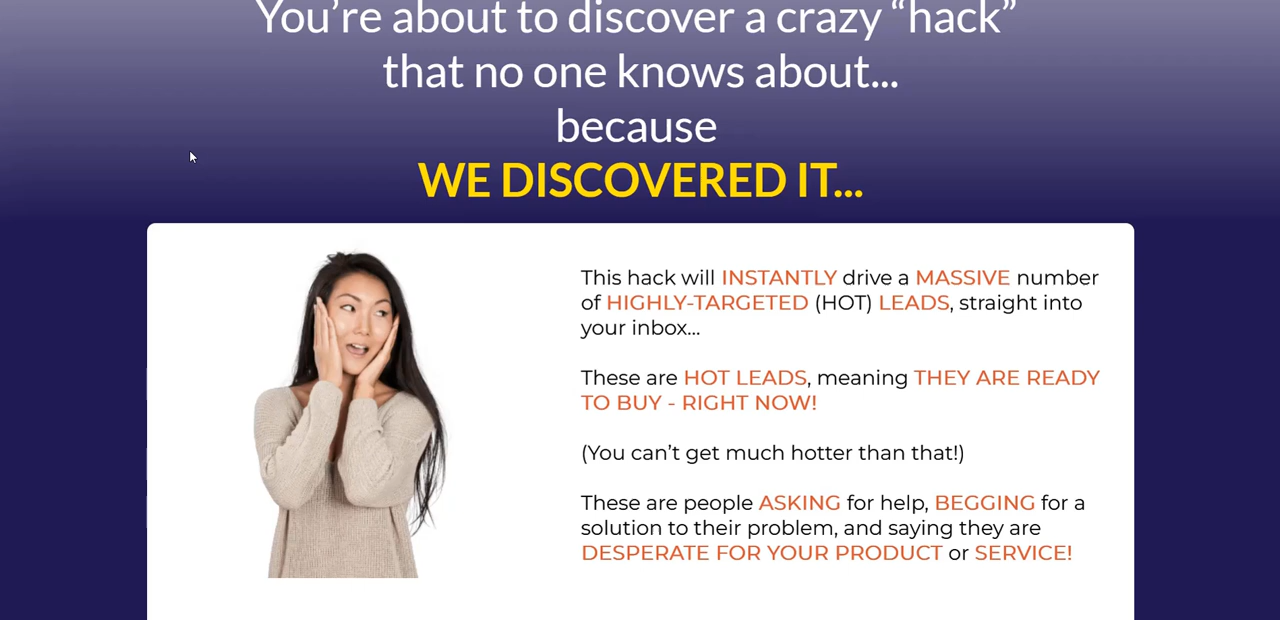 You’re about to discover a crazy “hack”
that no one knows about...
because
WE DISCOVERED IT...
This hack will INSTANTLY drive a MASSIVE number
of HIGHLY-TARGETED (HOT) LEADS, straight into
your inbox...
These are HOT LEADS, meaning THEY ARE READY
TO BUY - RIGHT NOW!
(You can’t get much hotter than that!)
These are people ASKING for help, BEGGING for a
solution to their problem, and saying they are
DESPERATE FOR YOUR PRODUCT or SERVICE!